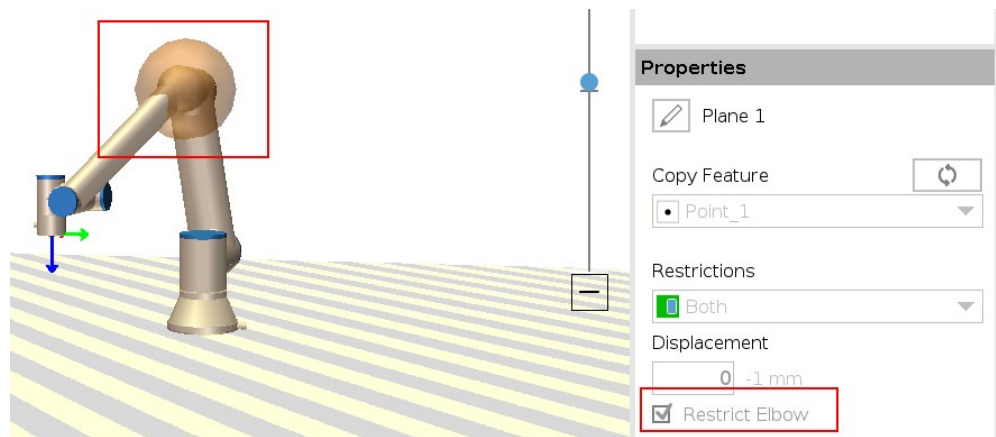 Properties
Plane 1
Copy Feature
Point_1
Restrictions
Both
Displacement
0 -1 mm
Restrict Elbow